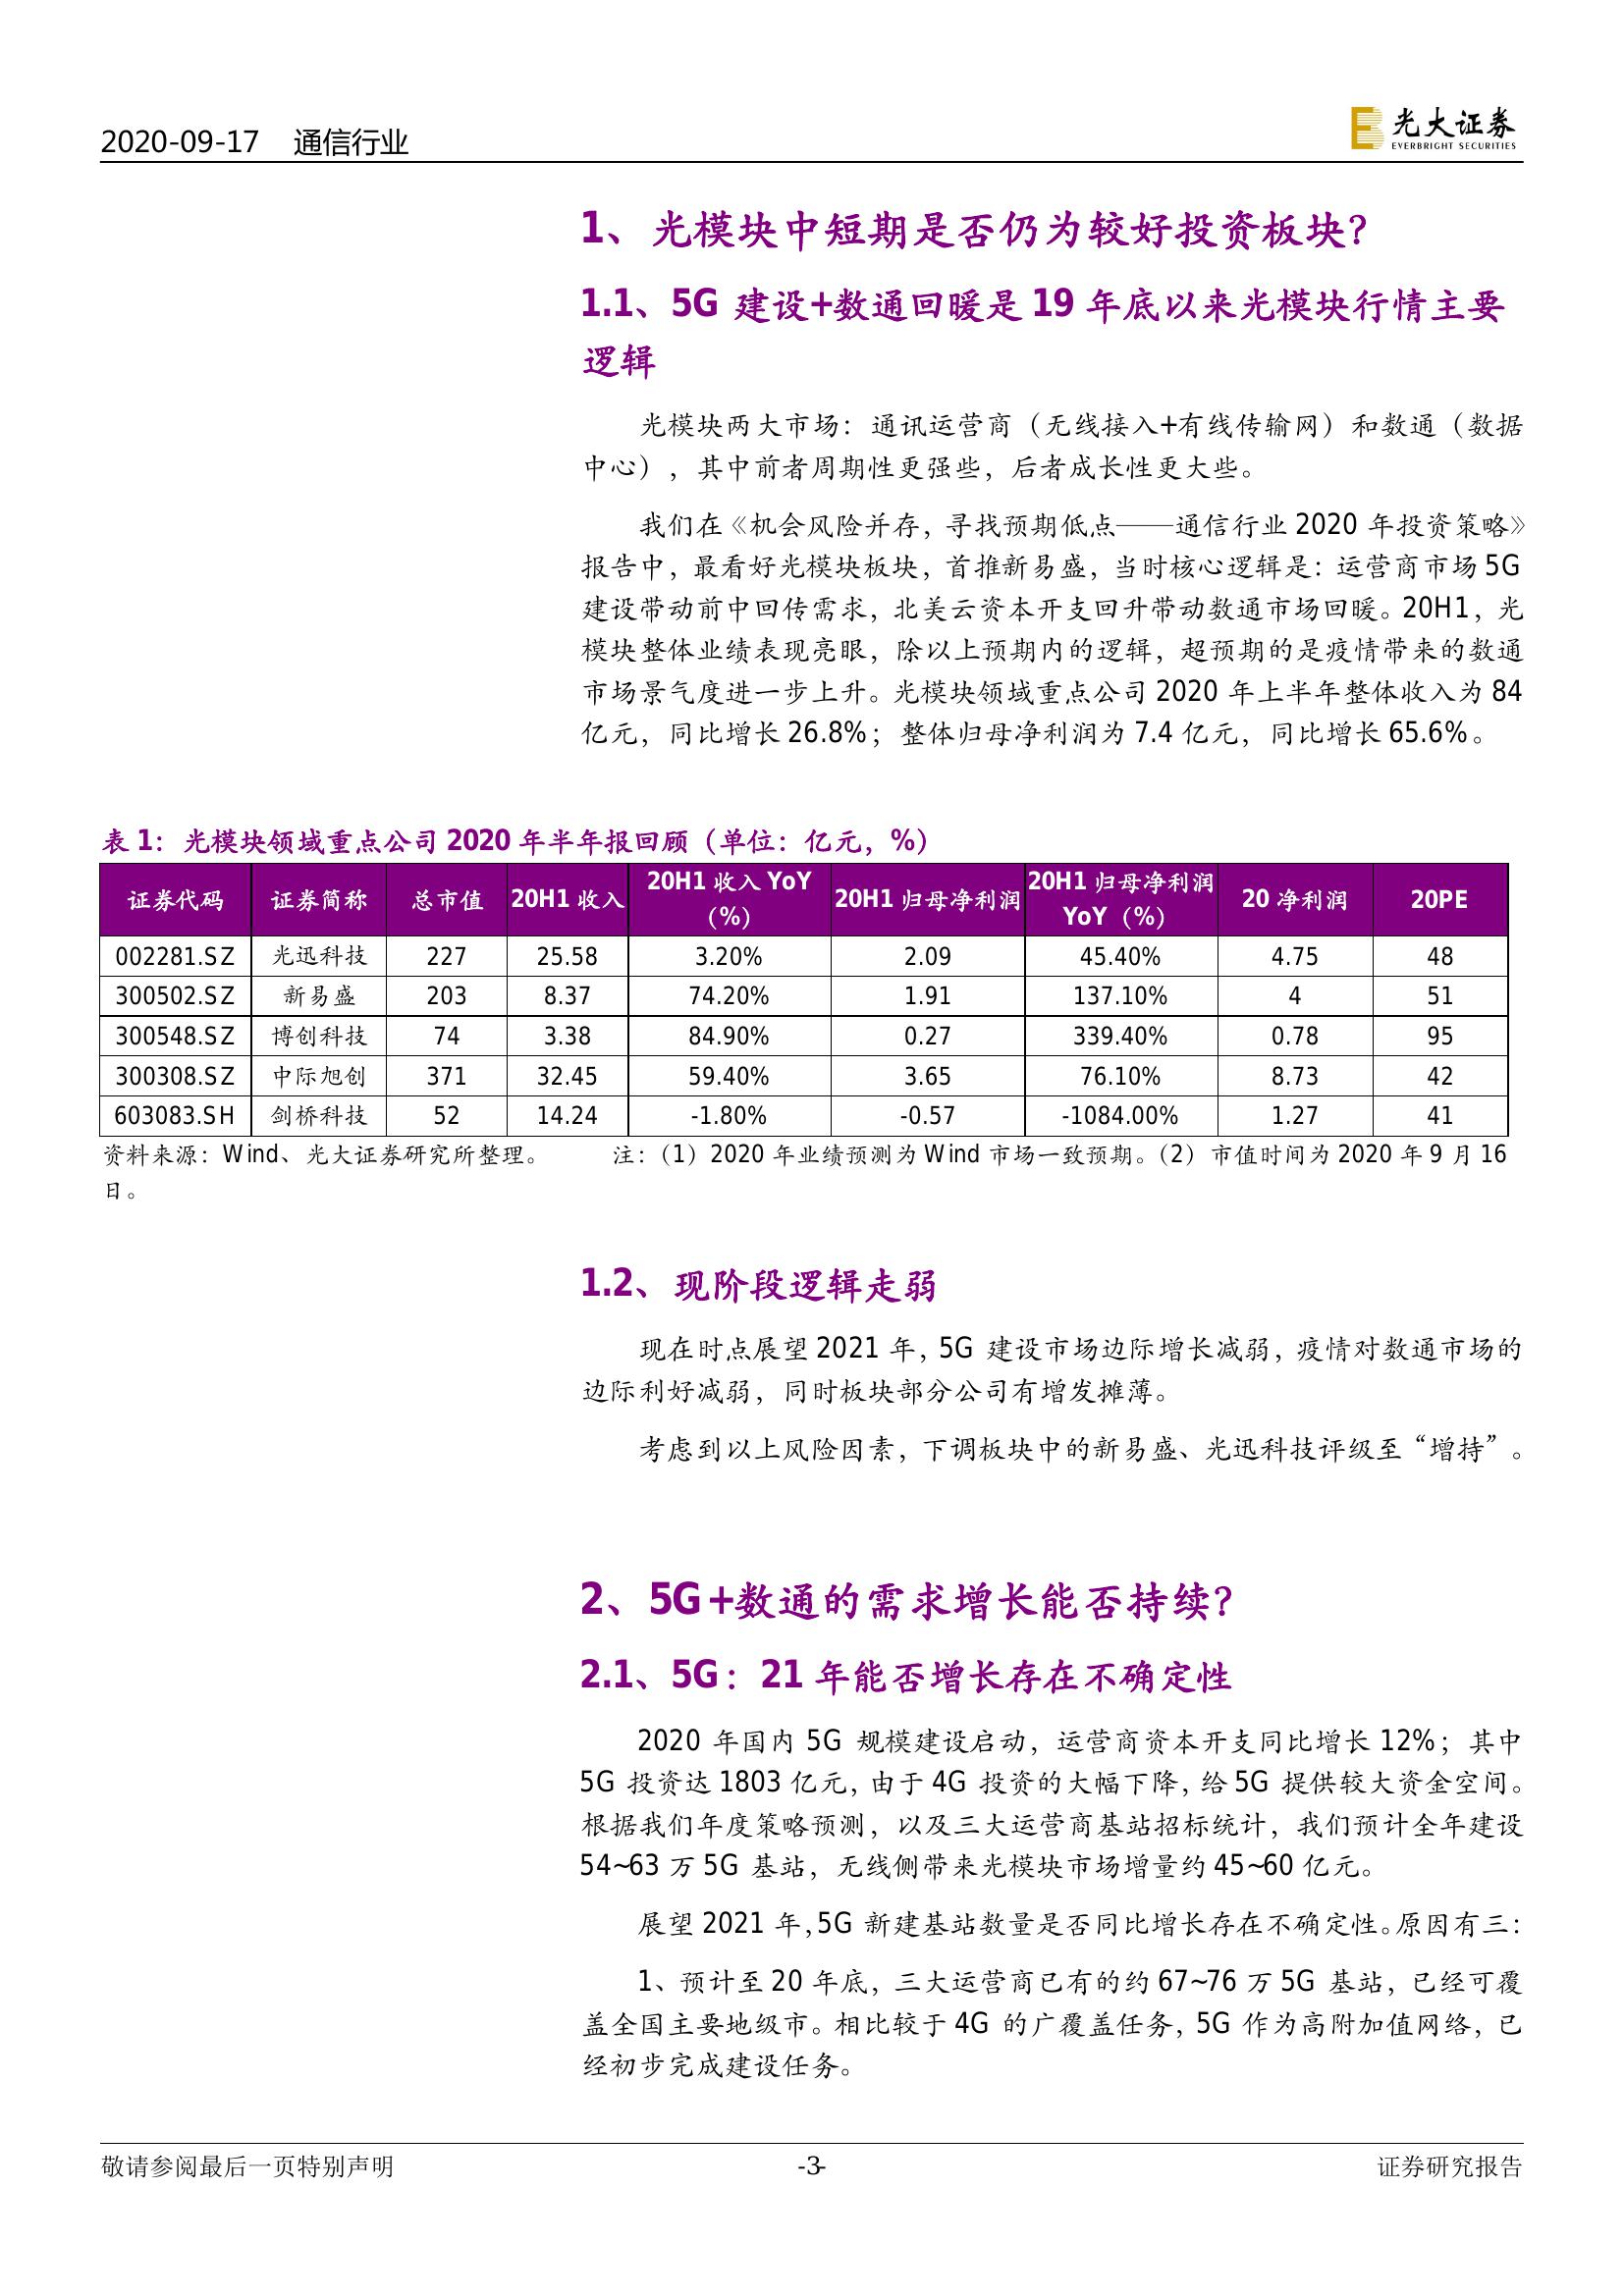 2020-09-17 通信行业
光大证券
EVERBRIGHT SECURITIES
1、光模块中短期是否仍为较好投资板块？
1.1、5G 建设+数通回暖是 19 年底以来光模块行情主要
逻辑
光模块两大市场：通讯运营商（无线接入+有线传输网）和数通（数据
中心），其中前者周期性更强些，后者成长性更大些。
我们在《机会风险并存，寻找预期低点——通信行业 2020 年投资策略》
报告中，最看好光模块板块，首推新易盛，当时核心逻辑是：运营商市场 5G
建设带动前中回传需求，北美云资本开支回升带动数通市场回暖。20H1，光
模块整体业绩表现亮眼，除以上预期内的逻辑，超预期的是疫情带来的数通
市场景气度进一步上升。光模块领域重点公司 2020 年上半年整体收入为 84
亿元，同比增长 26.8%；整体归母净利润为 7.4 亿元，同比增长 65.6%。
表 1：光模块领域重点公司 2020 年半年报回顾（单位：亿元，%）
证券代码 证券简称 总市值 20H1 收入 20H1 收入 YoY（%） 20H1 归母净利润 20H1 归母净利润 YoY（%） 20 净利润 20PE
002281.SZ 光迅科技 227 25.58 3.20% 2.09 45.40% 4.75 48
300502.SZ 新易盛 203 8.37 74.20% 1.91 137.10% 4 51
300548.SZ 博创科技 74 3.38 84.90% 0.27 339.40% 0.78 95
300308.SZ 中际旭创 371 32.45 59.40% 3.65 76.10% 8.73 42
603083.SH 剑桥科技 52 14.24 -1.80% -0.57 -1084.00% 1.27 41
资料来源：Wind、光大证券研究所整理。 注：（1）2020 年业绩预测为 Wind 市场一致预期。（2）市值时间为 2020 年 9 月 16
日。
1.2、现阶段逻辑走弱
现在时点展望 2021 年，5G 建设市场边际增长减弱，疫情对数通市场的
边际利好减弱，同时板块部分公司有增发摊薄。
考虑到以上风险因素，下调板块中的新易盛、光迅科技评级至“增持”。
2、5G+数通的需求增长能否持续？
2.1、5G：21 年能否增长存在不确定性
2020 年国内 5G 规模建设启动，运营商资本开支同比增长 12%；其中
5G 投资达 1803 亿元，由于 4G 投资的大幅下降，给 5G 提供较大资金空间。
根据我们年度策略预测，以及三大运营商基站招标统计，我们预计全年建设
54~63 万 5G 基站，无线侧带来光模块市场增量约 45~60 亿元。
展望 2021 年，5G 新建基站数量是否同比增长存在不确定性。原因有三：
1、预计至 20 年底，三大运营商已有的约 67~76 万 5G 基站，已经可覆
盖全国主要地级市。相比较于 4G 的广覆盖任务，5G 作为高附加值网络，已
经初步完成建设任务。
敬请参阅最后一页特别声明 -3- 证券研究报告